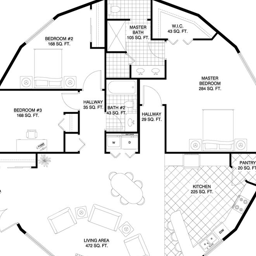 MASTER
BATH
105 SQ. FT.
W.I.C.
43 SQ. FT.
BEDROOM #2
168 SQ. FT.
MASTER
BEDROOM
284 SQ. FT.
HALLWAY
35 SQ. FT.
BATH #2
43 SQ. FT.
HALLWAY
29 SQ. FT.
BEDROOM #3
168 SQ. FT.
PANTRY
20 SQ. FT.
KITCHEN
225 SQ. FT.
LIVING AREA
472 SQ. FT.